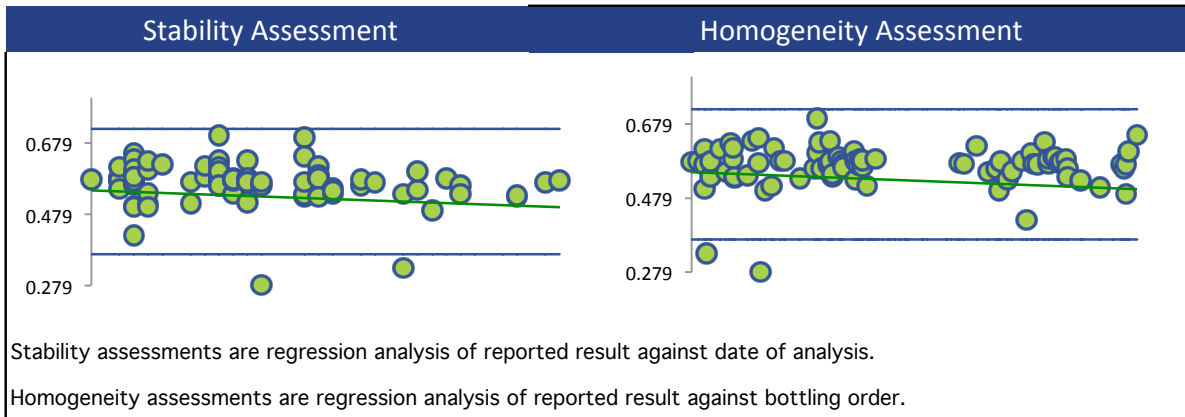 Stability Assessment
Homogeneity Assessment
0.679
0.479
0.279
0.679
0.479
0.279
Stability assessments are regression analysis of reported result against date of analysis.
Homogeneity assessments are regression analysis of reported result against bottling order.